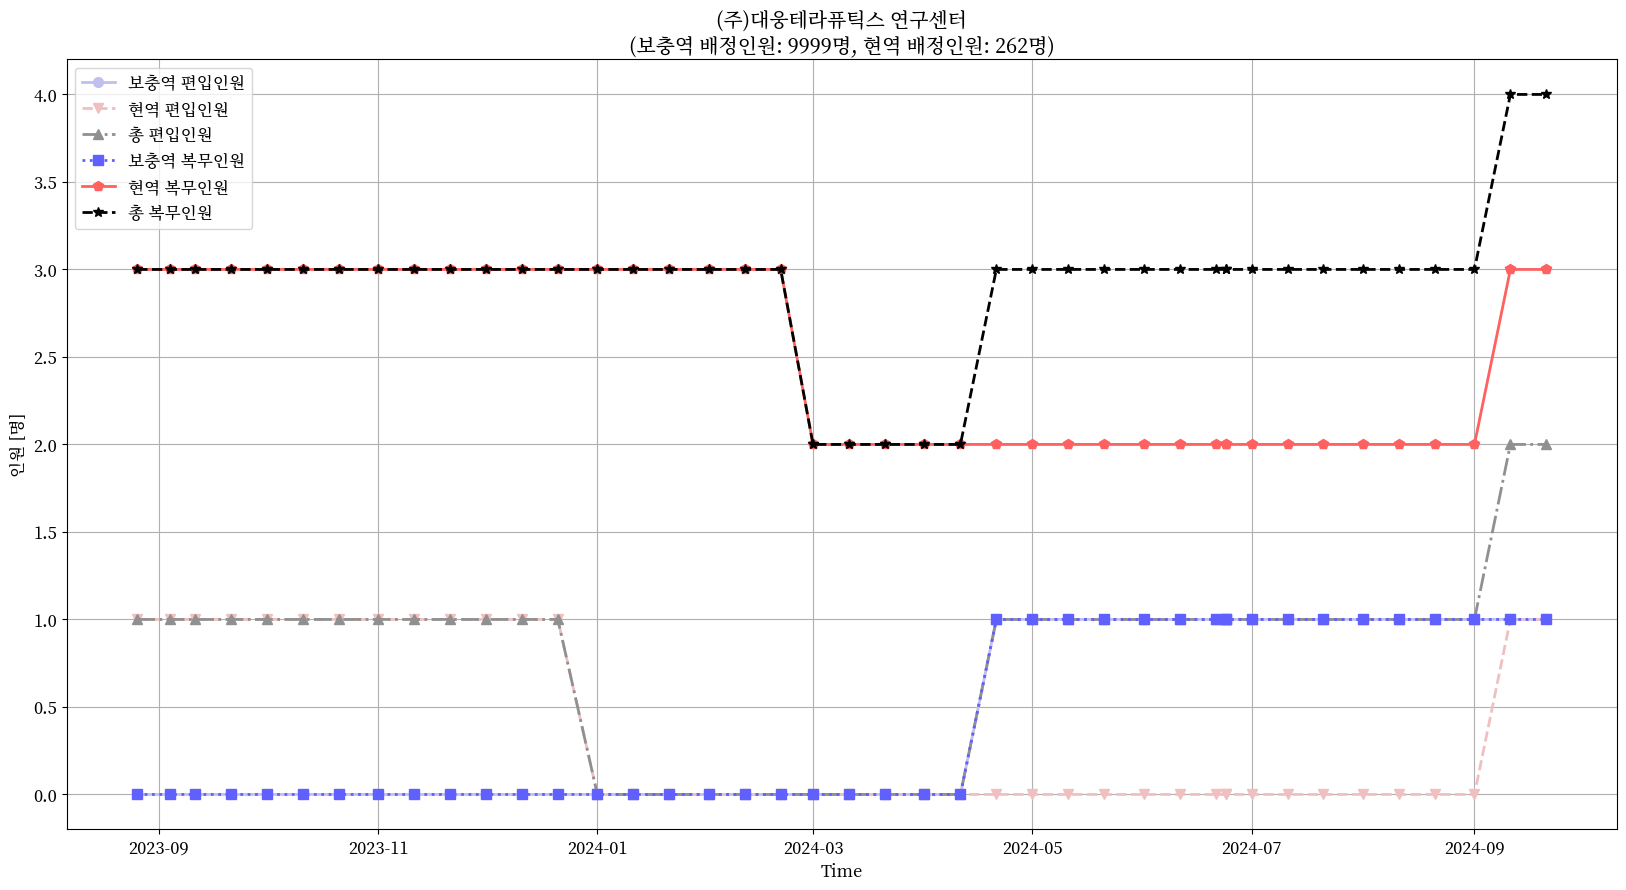 (주)대웅테라퓨틱스 연구센터
(보충역 배정인원: 9999명, 현역 배정인원: 262명)
보충역 편입인원
현역 편입인원
총 편입인원
보충역 복무인원
현역 복무인원
총 복무인원
4.0
3.5
3.0
2.5
2.0
1.5
1.0
0.5
0.0
인원 [명]
2023-09
2023-11
2024-01
2024-03
2024-05
2024-07
2024-09
Time